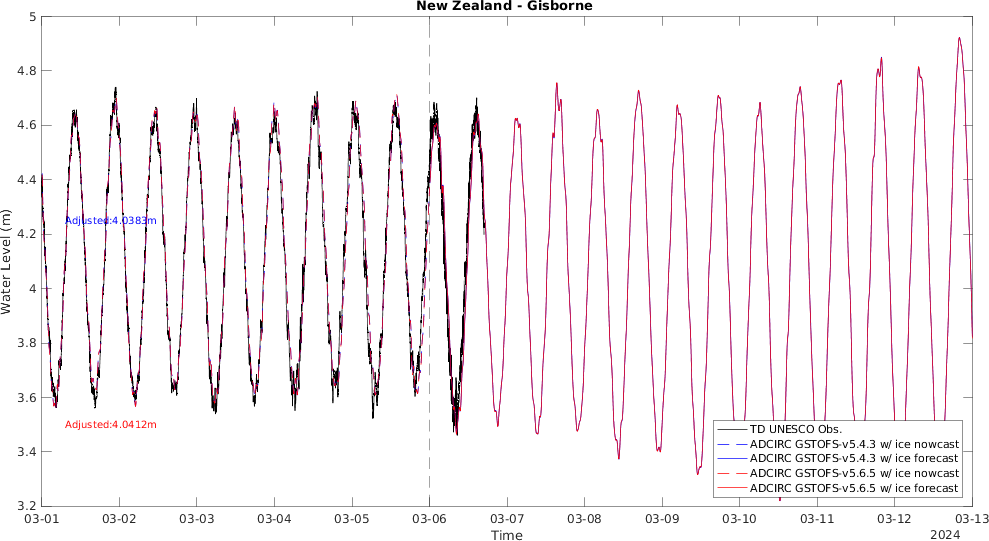 New Zealand - Gisborne
5
4.8
4.6
4.4
4.2
4
3.8
3.6
3.4
3.2
Water Level (m)
Adjusted:4.0383m
Adjusted:4.0412m
TD UNESCO Obs.
ADCIRC GSTOFS-v5.4.3 w/ ice nowcast
ADCIRC GSTOFS-v5.4.3 w/ ice forecast
ADCIRC GSTOFS-v5.6.5 w/ ice nowcast
ADCIRC GSTOFS-v5.6.5 w/ ice forecast
03-01 03-02 03-03 03-04 03-05 03-06 03-07 03-08 03-09 03-10 03-11 03-12 03-13
Time
2024